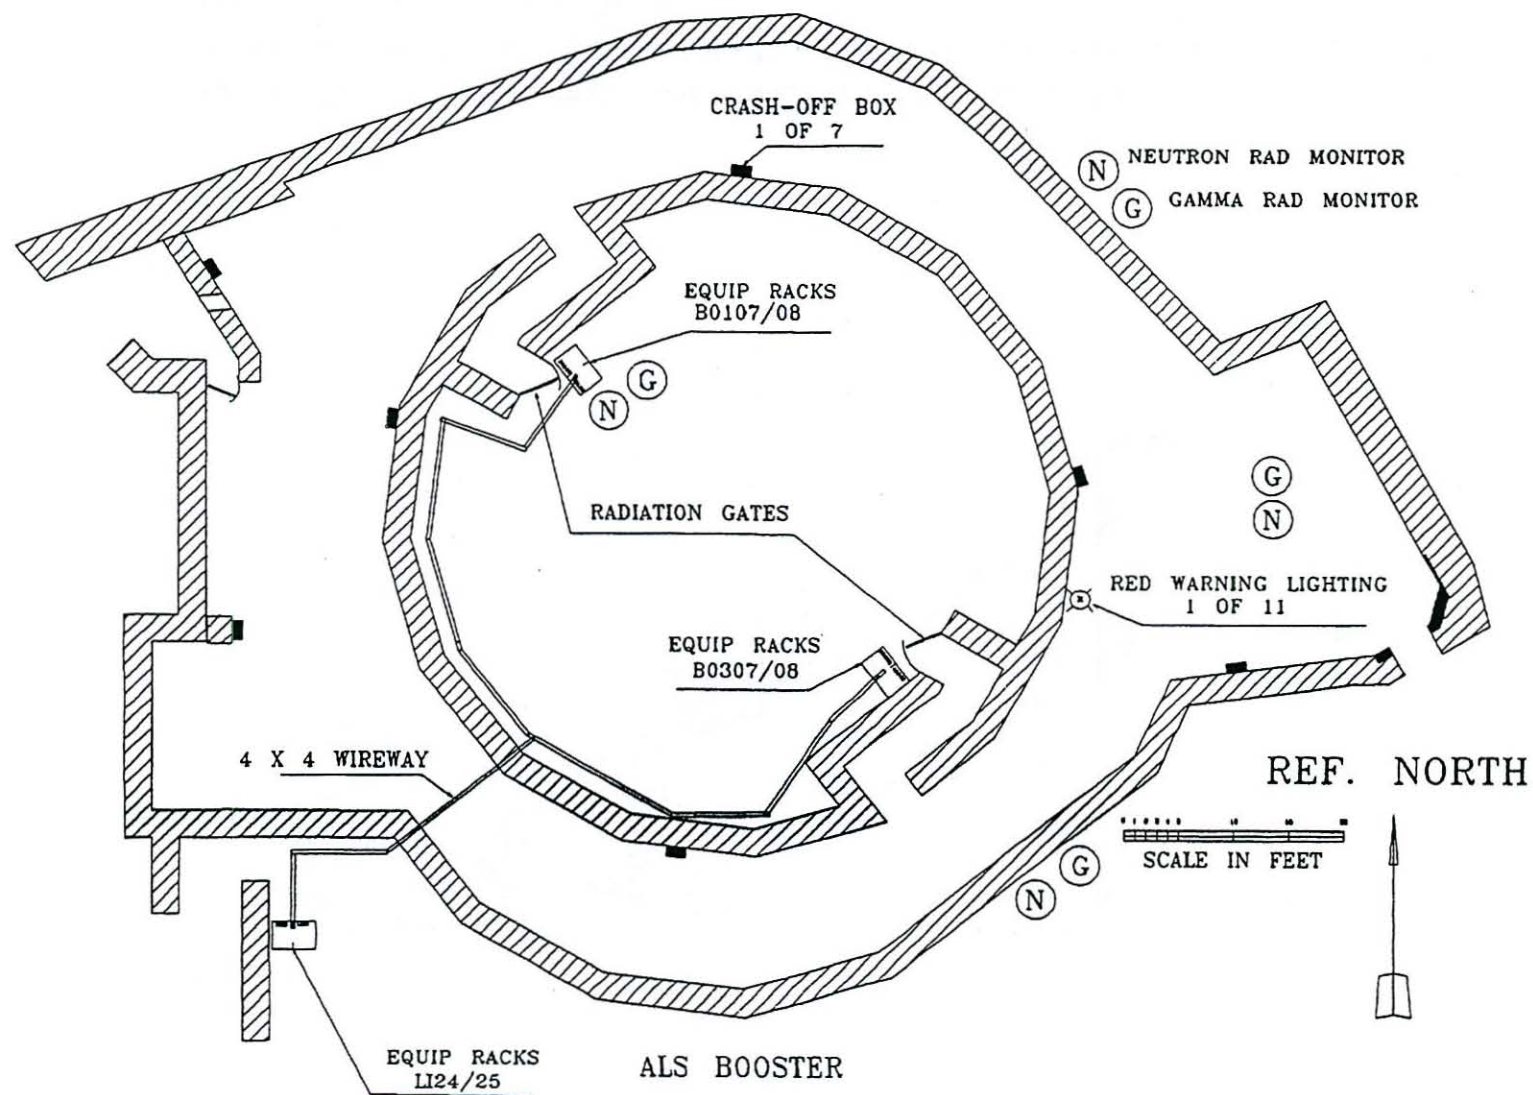 CRASH-OFF BOX
1 OF 7
N NEUTRON RAD MONITOR
G GAMMA RAD MONITOR
EQUIP RACKS
B0107/08
G
N
G
N
RADIATION GATES
RED WARNING LIGHTING
1 OF 11
EQUIP RACKS
B0307/08
4 X 4 WIREWAY
REF. NORTH
SCALE IN FEET
G
N
EQUIP RACKS
LI24/25
ALS BOOSTER